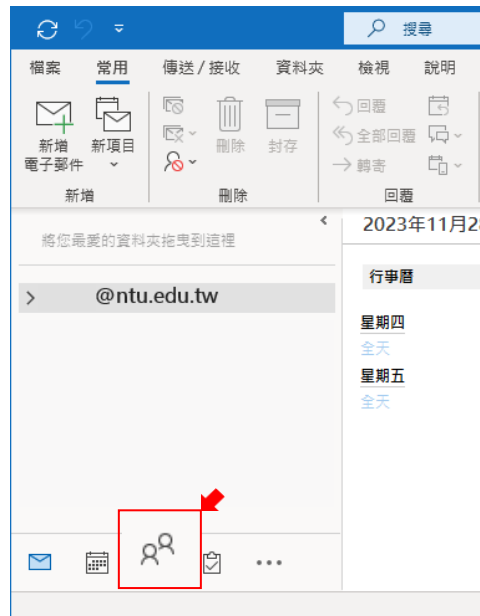 搜尋
檔案 常用 傳送/接收 資料夾 檢視 說明
新增
電子郵件
新項目
刪除
封存
回覆
全部回覆
轉寄
新增 刪除 回覆
將您最愛的資料夾拖曳到這裡
@ntu.edu.tw
2023年11月28
行事曆
星期四
全天
星期五
全天